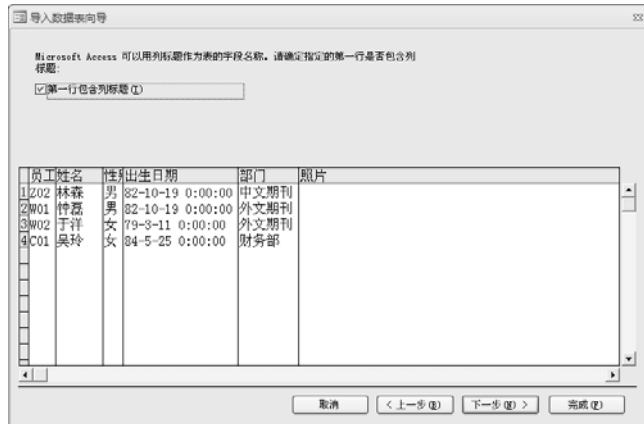 导入数据表向导
Microsoft Access 可以用列标题作为表的字段名称。请确定指定的第一行是否包含列
标题:
第一行包含列标题(I)
员工 姓名 性别 出生日期 部门 照片
1 Z02 林森 男 82-10-19 0:00:00 中文期刊
2 W01 钟磊 男 82-10-19 0:00:00 外文期刊
3 W02 于洋 女 79-3-11 0:00:00 外文期刊
4 C01 吴玲 女 84-5-25 0:00:00 财务部
取消 < 上一步(B) 下一步(N) > 完成(F)